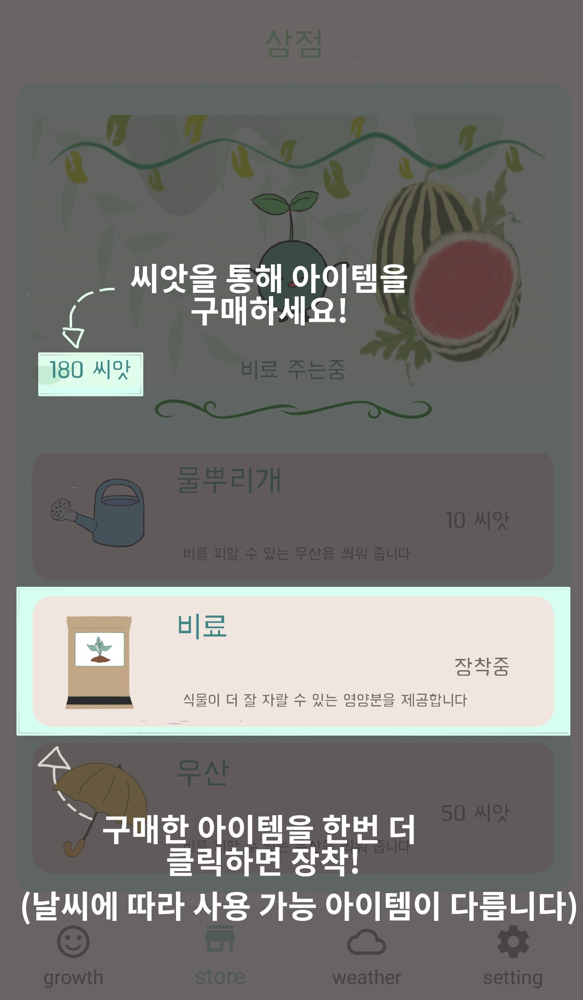 상점
씨앗을 통해 아이템을
구매하세요!
180 씨앗
비료 주는중
물뿌리개
10 씨앗
비를 피할 수 있는 우산을 씌워 줍니다
비료
장착중
식물이 더 잘 자랄 수 있는 영양분을 제공합니다
우산
50 씨앗
구매한 아이템을 한번 더
비를 피할 수 있는 우산을 씌워 줍니다
클릭하면 장착!
(날씨에 따라 사용 가능 아이템이 다릅니다)
growth
store
weather
setting